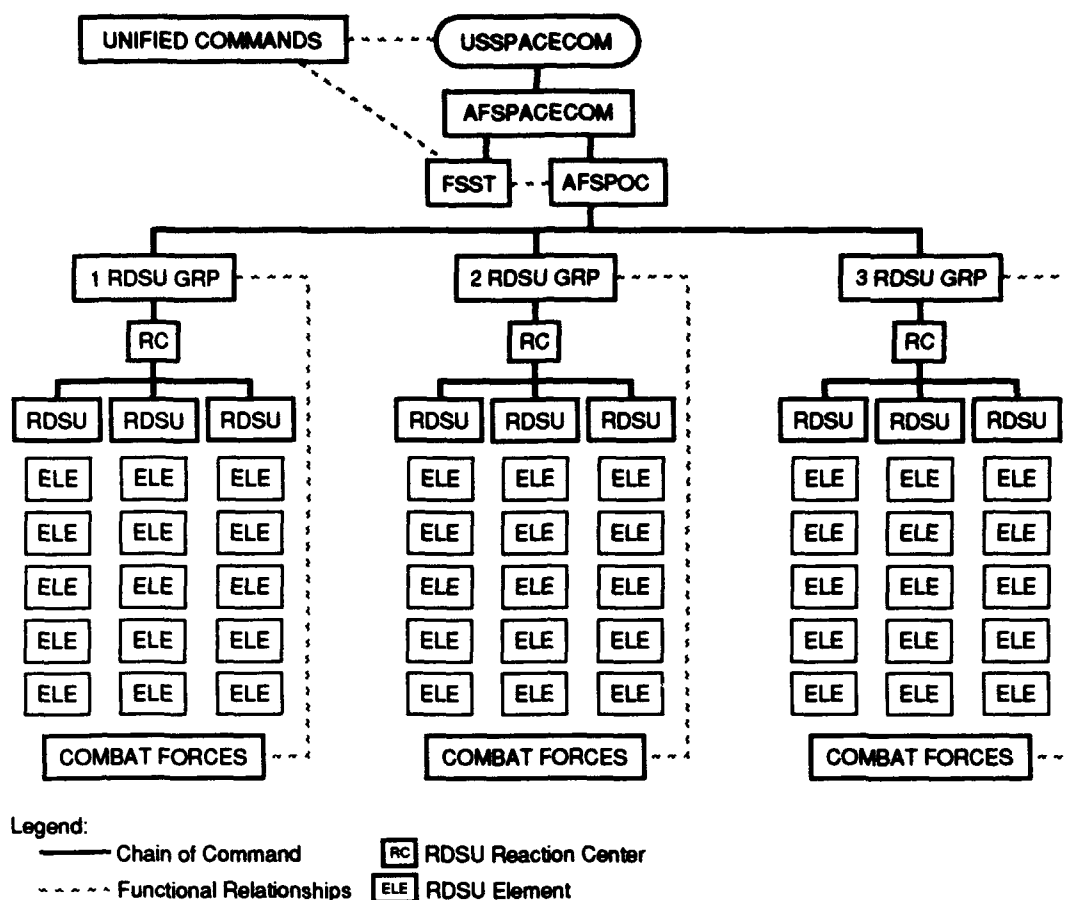 UNIFIED COMMANDS USSPACECOM
AFSPACECOM
FSST AFSPOC
1 RDSU GRP 2 RDSU GRP 3 RDSU GRP
RC RC RC
RDSU RDSU RDSU RDSU RDSU RDSU RDSU RDSU RDSU
ELE ELE ELE ELE ELE ELE ELE ELE ELE
ELE ELE ELE ELE ELE ELE ELE ELE ELE
ELE ELE ELE ELE ELE ELE ELE ELE ELE
ELE ELE ELE ELE ELE ELE ELE ELE ELE
ELE ELE ELE ELE ELE ELE ELE ELE ELE
COMBAT FORCES COMBAT FORCES COMBAT FORCES
Legend:
Chain of Command RC RDSU Reaction Center
Functional Relationships ELE RDSU Element